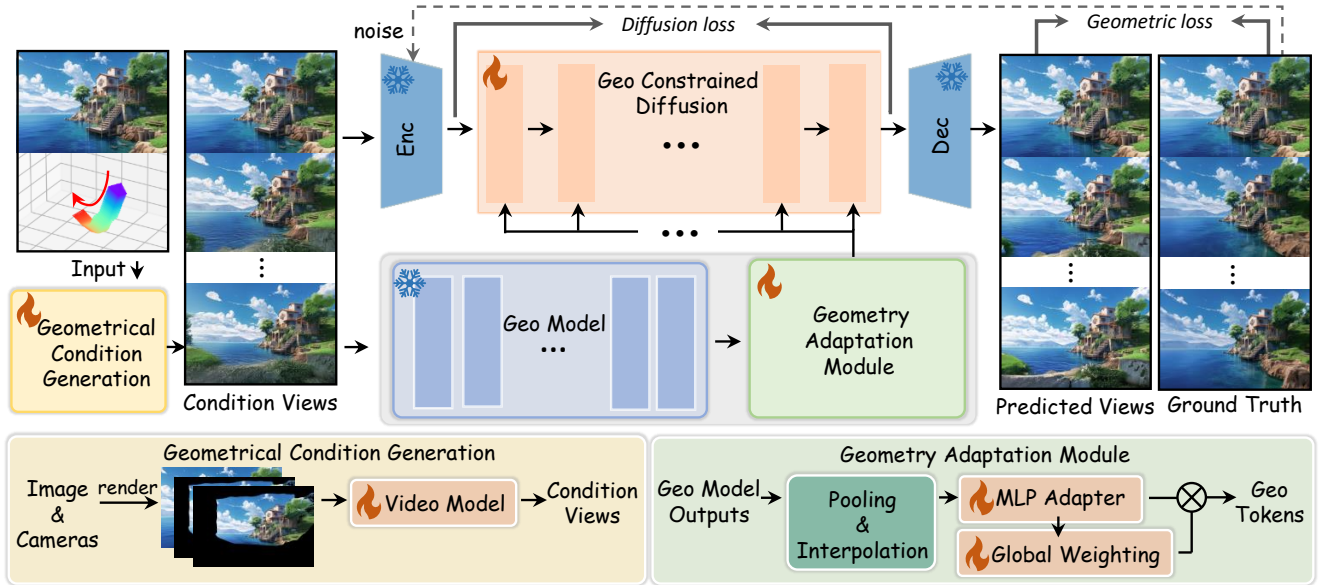 noise
Diffusion loss
Geometric loss
Enc
Geo Constrained
Diffusion
...
Dec
...
Input
Geometrical
Condition
Generation
Condition Views
Geo Model
...
Geometry
Adaptation
Module
Predicted Views
Ground Truth
Geometrical Condition Generation
Image
&
Cameras
render
Video Model
Condition
Views
Geometry Adaptation Module
Geo Model
Outputs
Pooling
&
Interpolation
MLP Adapter
Global Weighting
Geo
Tokens